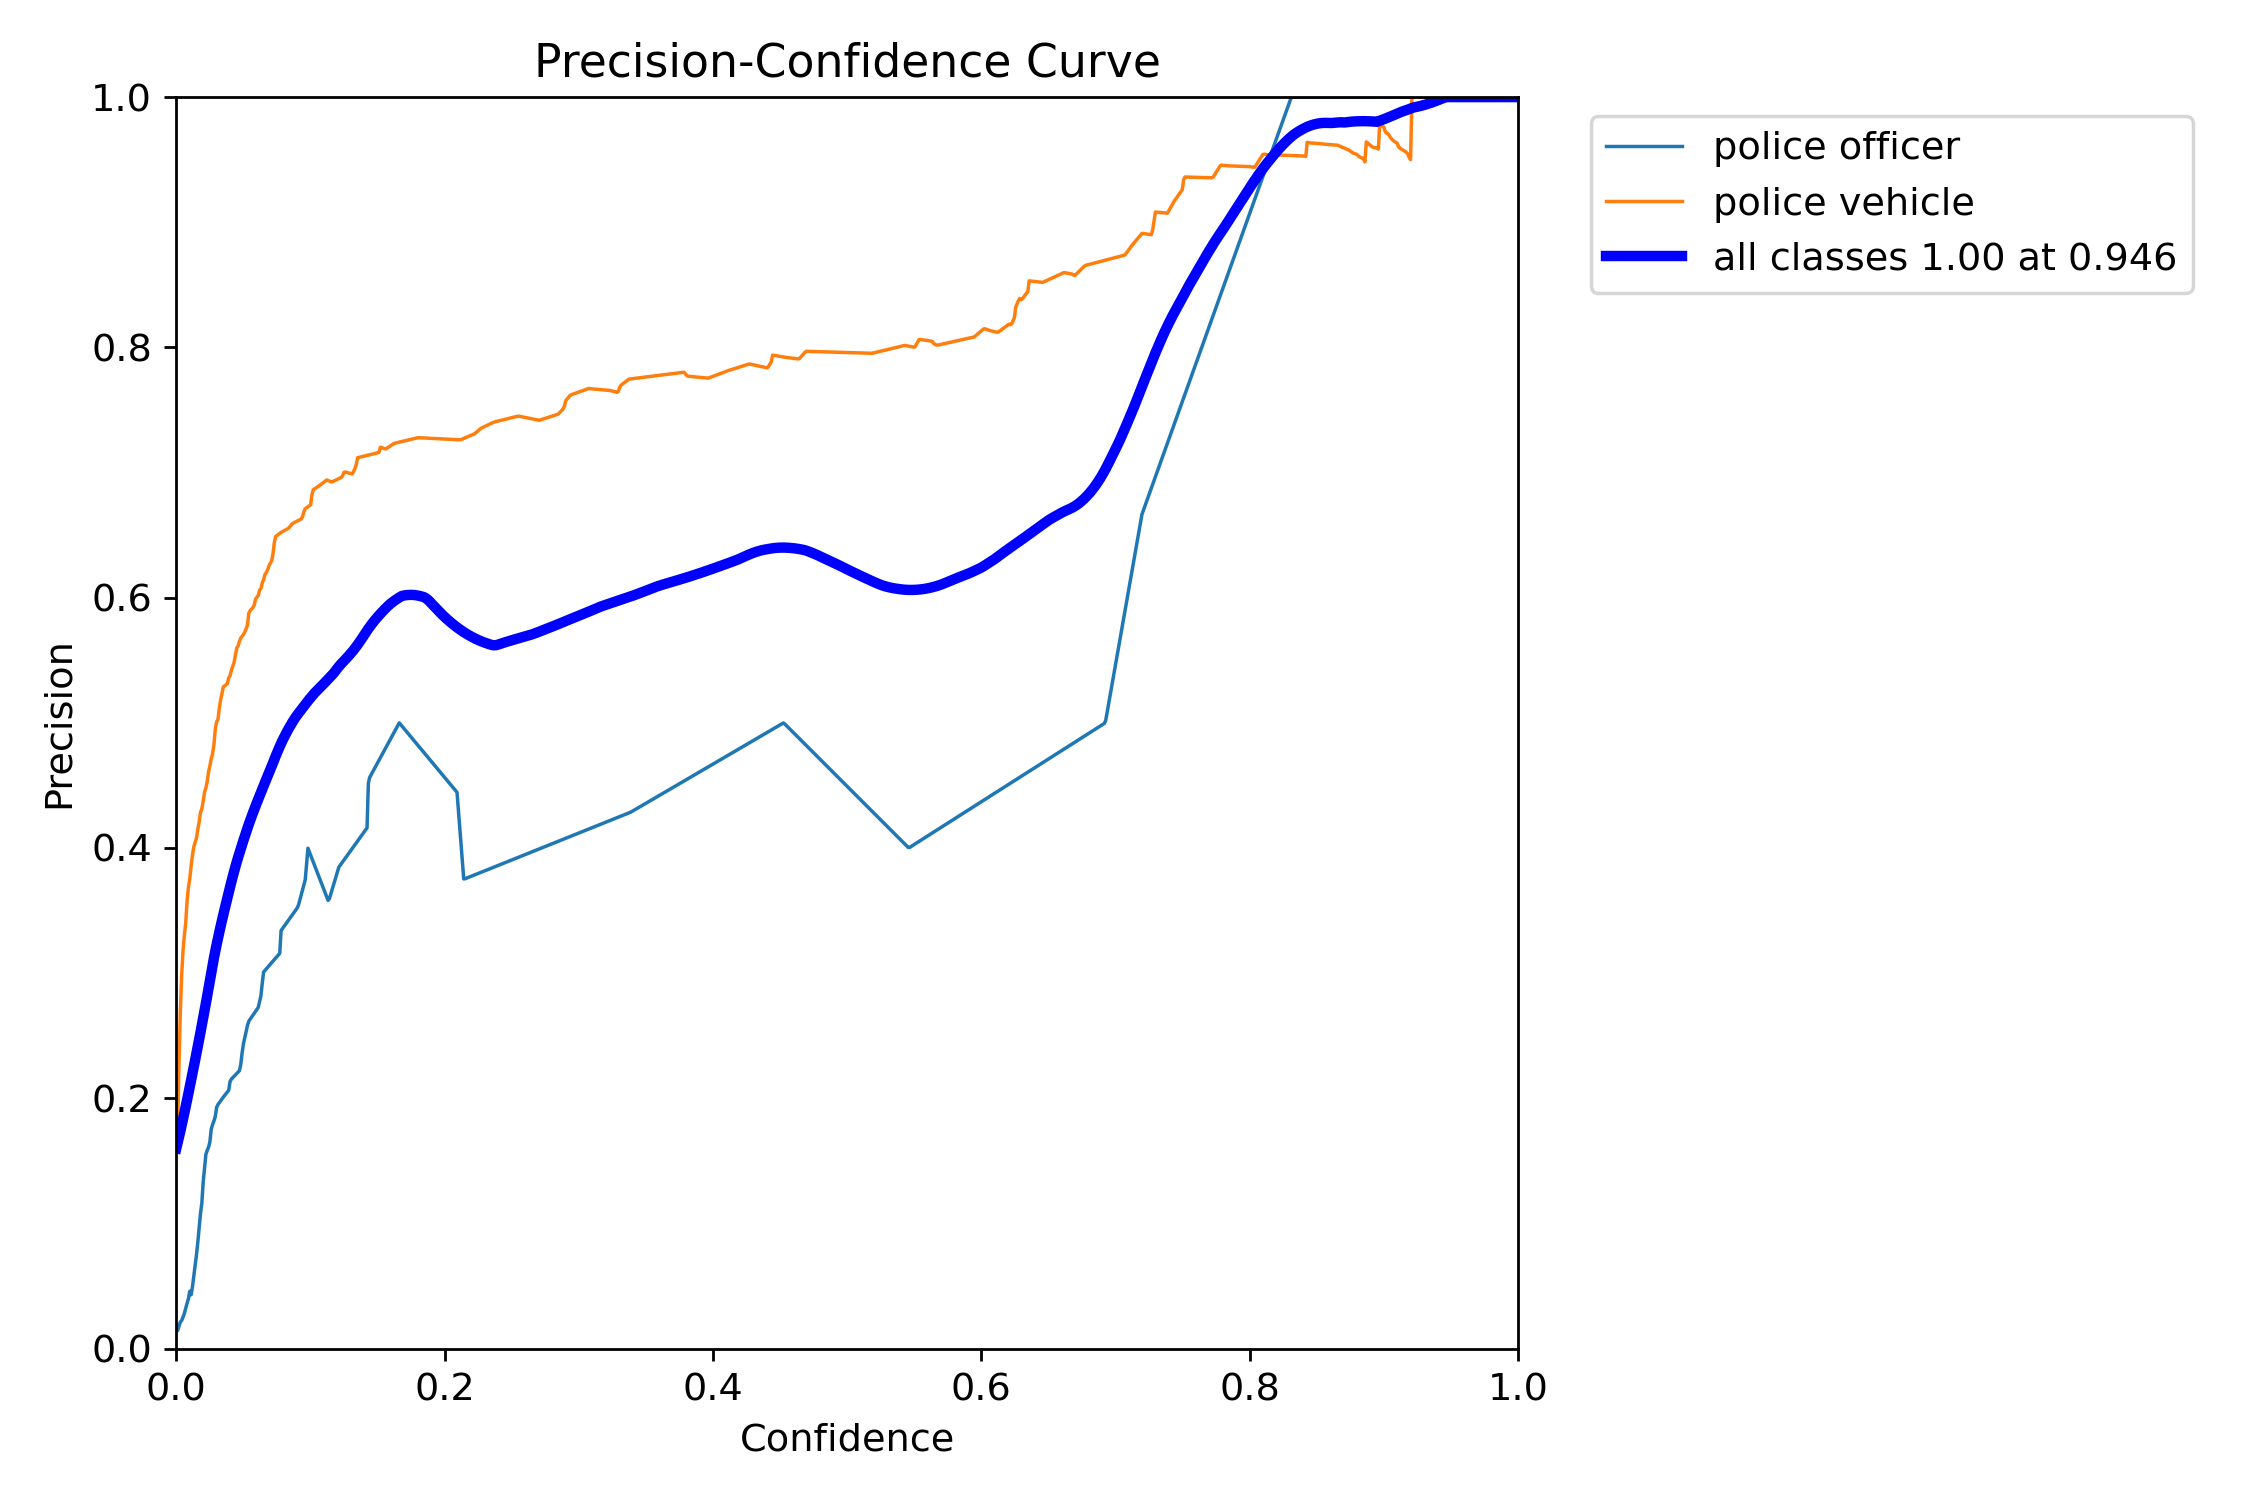 Precision-Confidence Curve
1.0
0.8
0.6
0.4
0.2
0.0
Precision
0.0 0.2 0.4 0.6 0.8 1.0
Confidence
police officer
police vehicle
all classes 1.00 at 0.946